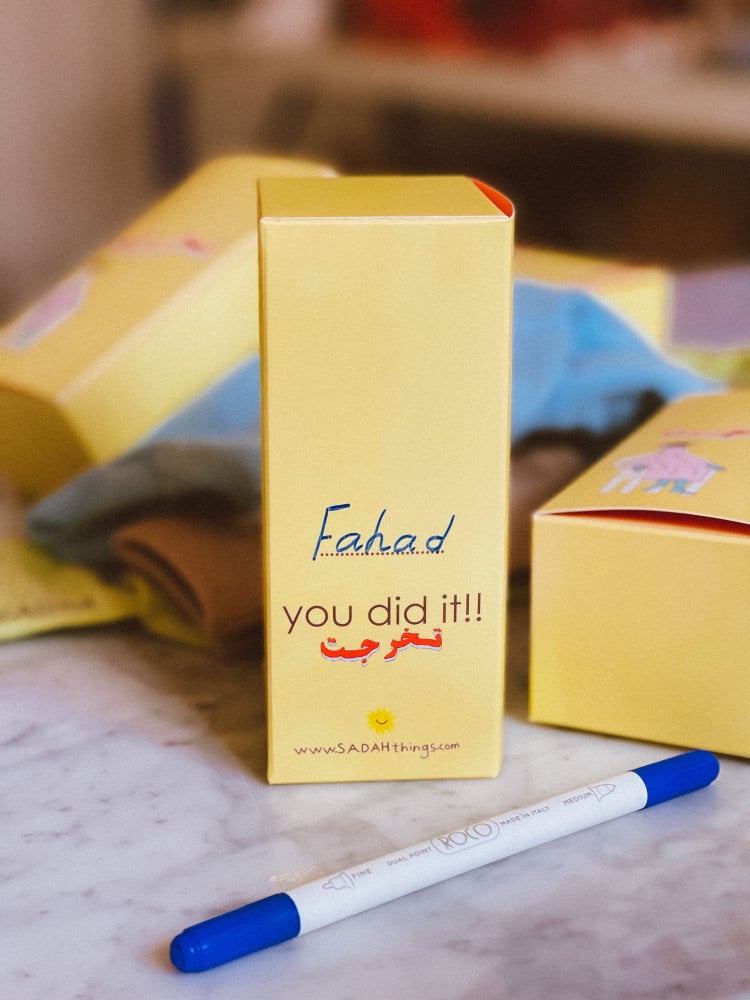 Fahad
you did it!!
تخرجت
www.SADAHthings.com
FINE DUAL POINT ROCO MADE IN ITALY MEDIUM